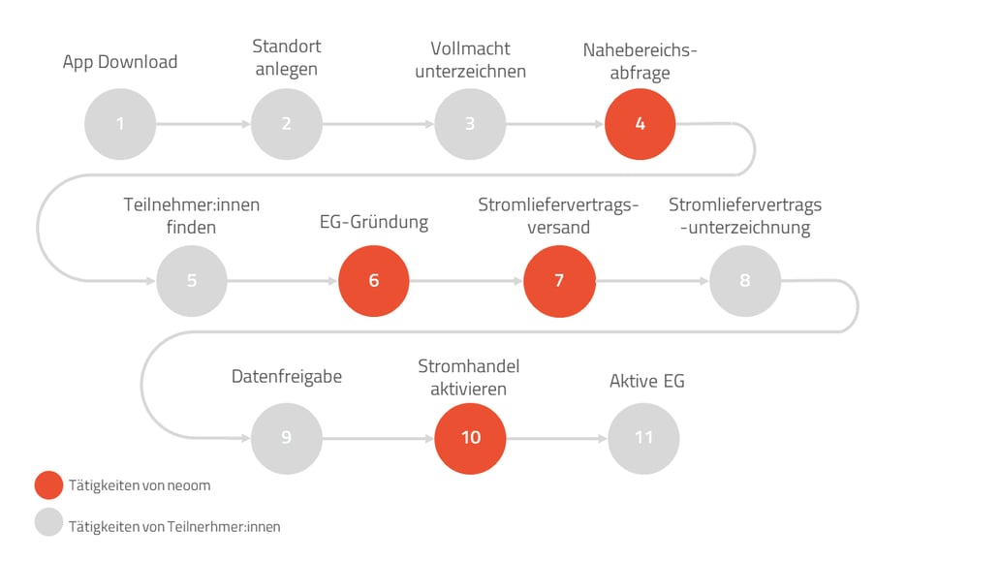 App Download
Standort
anlegen
Vollmacht
unterzeichnen
Nahebereichs-
abfrage
1
2
3
4
Teilnehmer:innen
finden
EG-Gründung
Stromliefervertrags-
versand
Stromliefervertrags
-unterzeichnung
5
6
7
8
Datenfreigabe
Stromhandel
aktivieren
Aktive EG
9
10
11
Tätigkeiten von neoom
Tätigkeiten von Teilnerhmer:innen